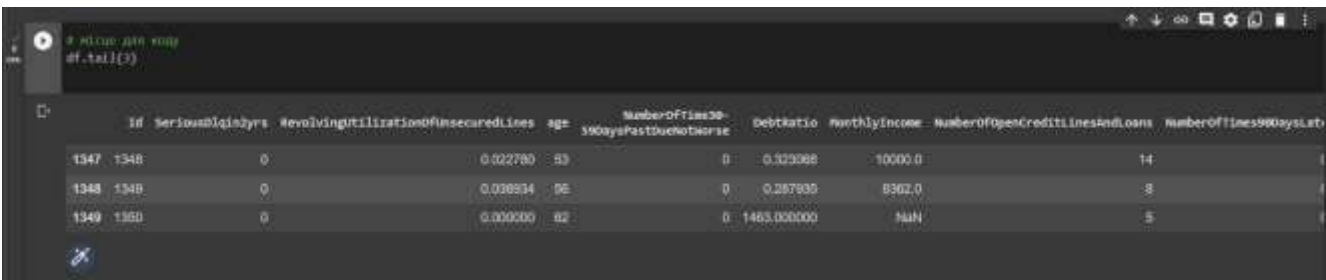 # місце для коду
df.tail(3)
Id SeriousDlqin2yrs RevolvingUtilizationOfUnsecuredLines age NumberOfTime30-59DaysPastDueNotWorse DebtRatio MonthlyIncome NumberOfOpenCreditLinesAndLoans NumberOfTimes90DaysLate
1347 1348 0 0.022780 53 0 0.323068 10000.0 14
1348 1349 0 0.036934 56 0 0.287935 8362.0 8
1349 1350 0 0.000000 82 0 1463.000000 NaN 5